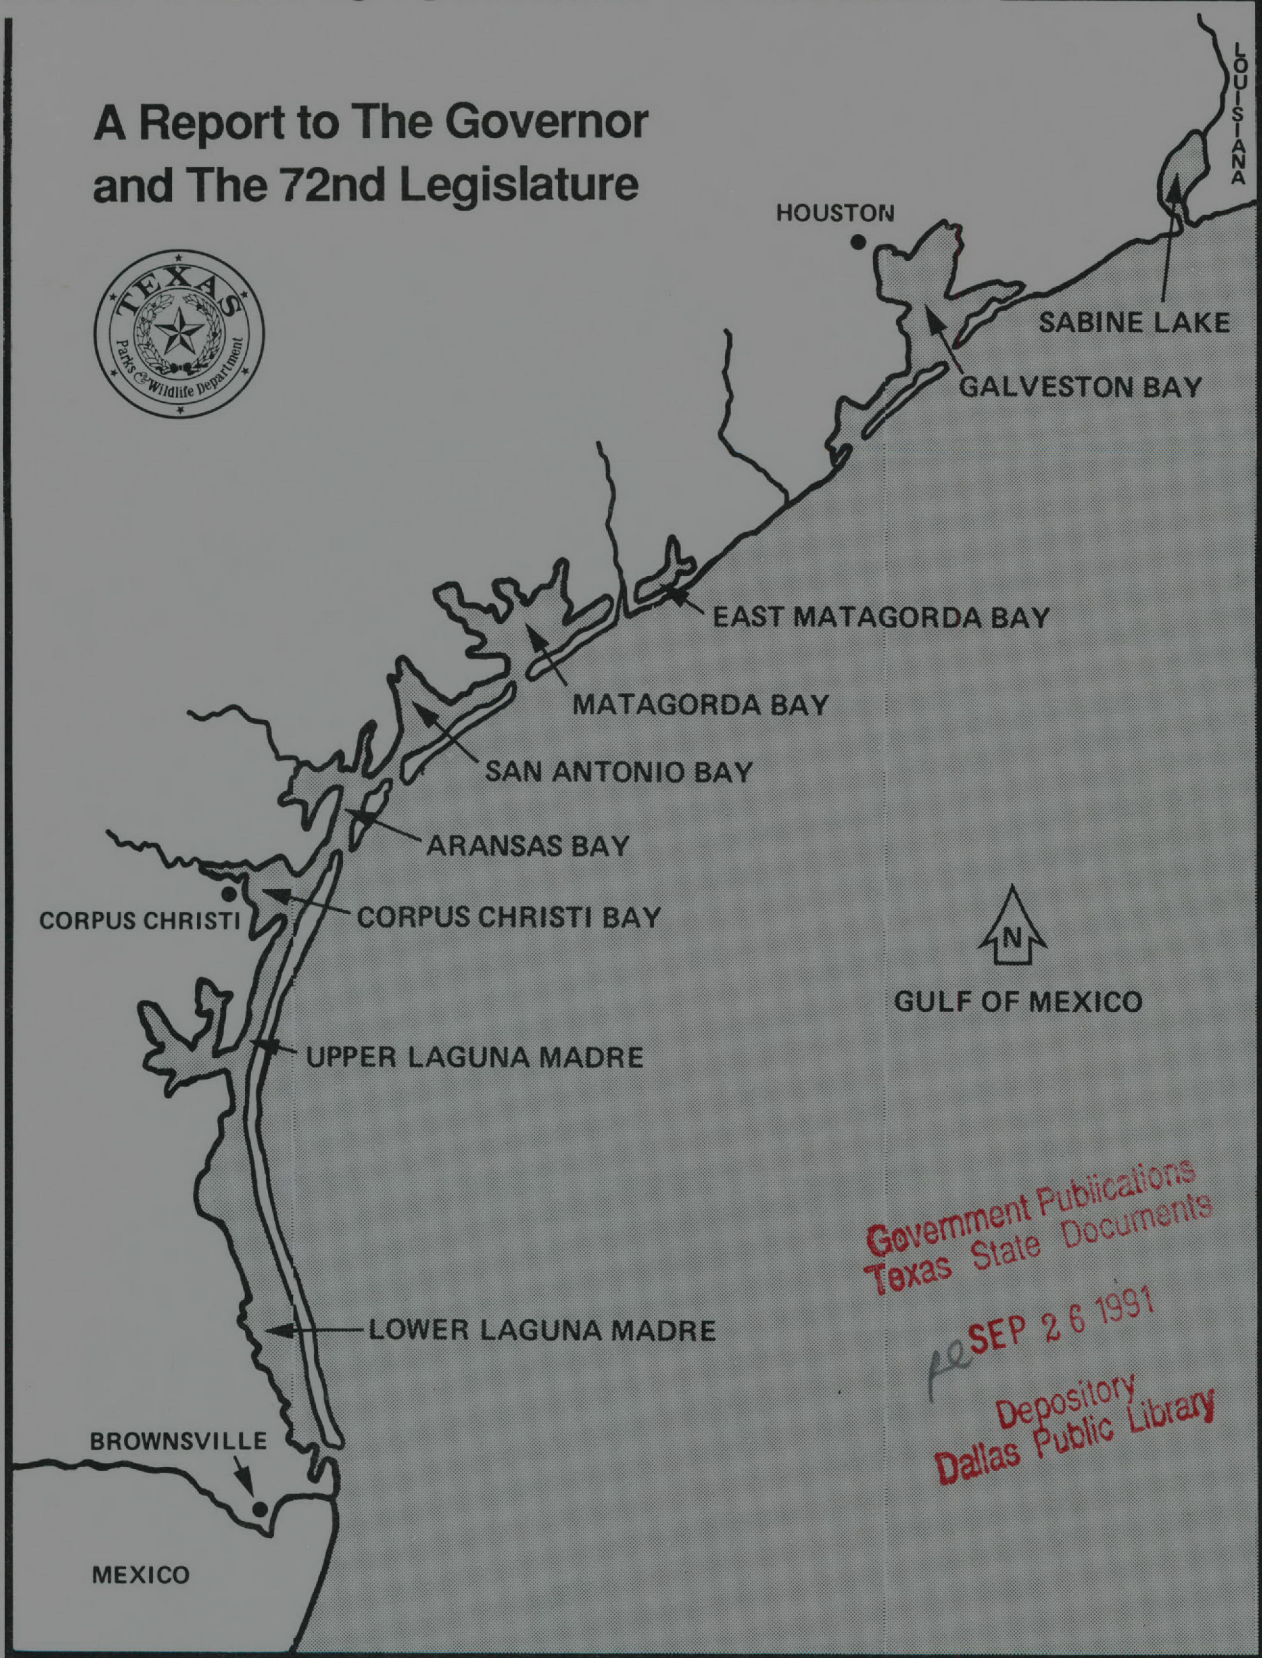 A Report to The Governor
and The 72nd Legislature
TEXAS
Parks & Wildlife Department
LOUISIANA
HOUSTON
SABINE LAKE
GALVESTON BAY
EAST MATAGORDA BAY
MATAGORDA BAY
SAN ANTONIO BAY
ARANSAS BAY
CORPUS CHRISTI
CORPUS CHRISTI BAY
N
GULF OF MEXICO
UPPER LAGUNA MADRE
Government Publications
Texas State Documents
SEP 26 1991
Depository
Dallas Public Library
LOWER LAGUNA MADRE
BROWNSVILLE
MEXICO